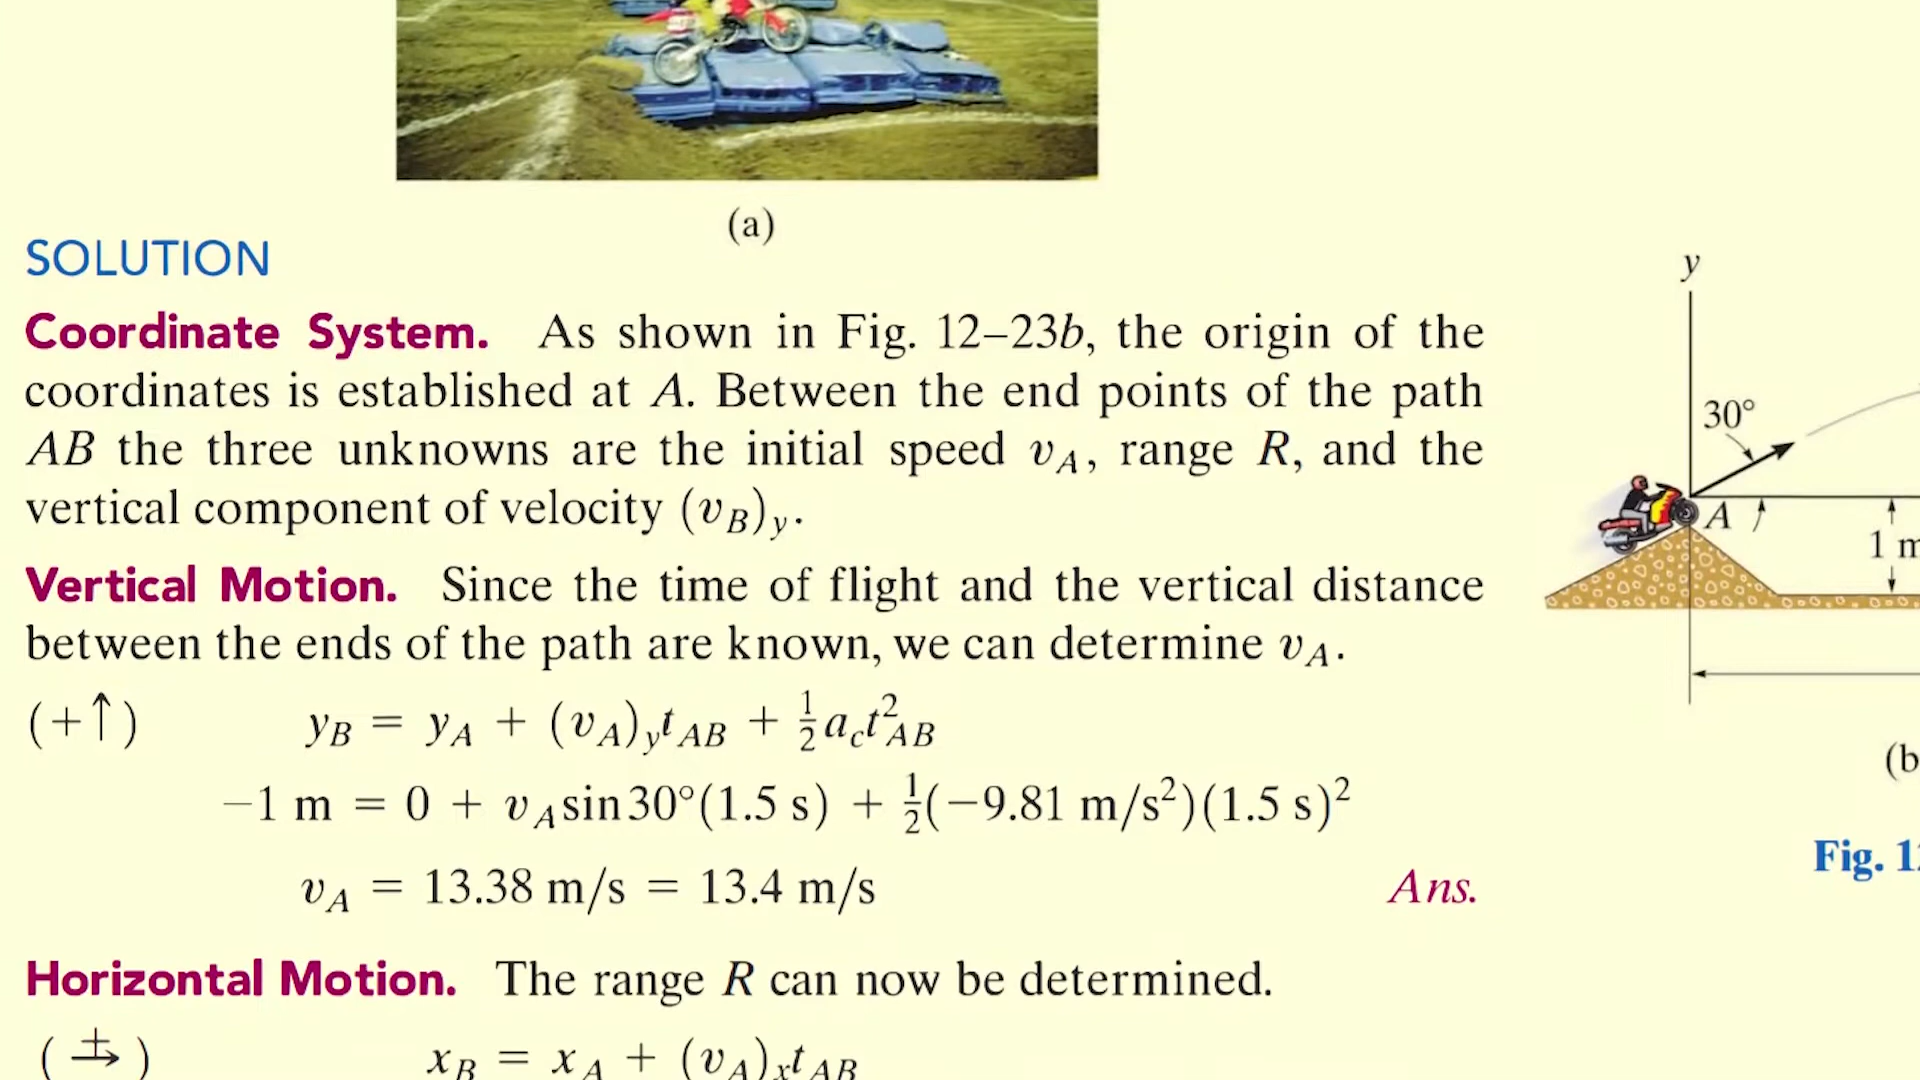 (a)
SOLUTION
Coordinate System. As shown in Fig. 12–23b, the origin of the
coordinates is established at A. Between the end points of the path
AB the three unknowns are the initial speed v_A, range R, and the
vertical component of velocity (v_B)_y.
Vertical Motion. Since the time of flight and the vertical distance
between the ends of the path are known, we can determine v_A.
(+↑) y_B = y_A + (v_A)_y t_AB + ½ a_c t²_AB
−1 m = 0 + v_A sin 30°(1.5 s) + ½(−9.81 m/s²)(1.5 s)²
v_A = 13.38 m/s = 13.4 m/s Ans.
Horizontal Motion. The range R can now be determined.
(→+) x_B = x_A + (v_A)_x t_AB
y
30°
A
1 m
(b
Fig. 1